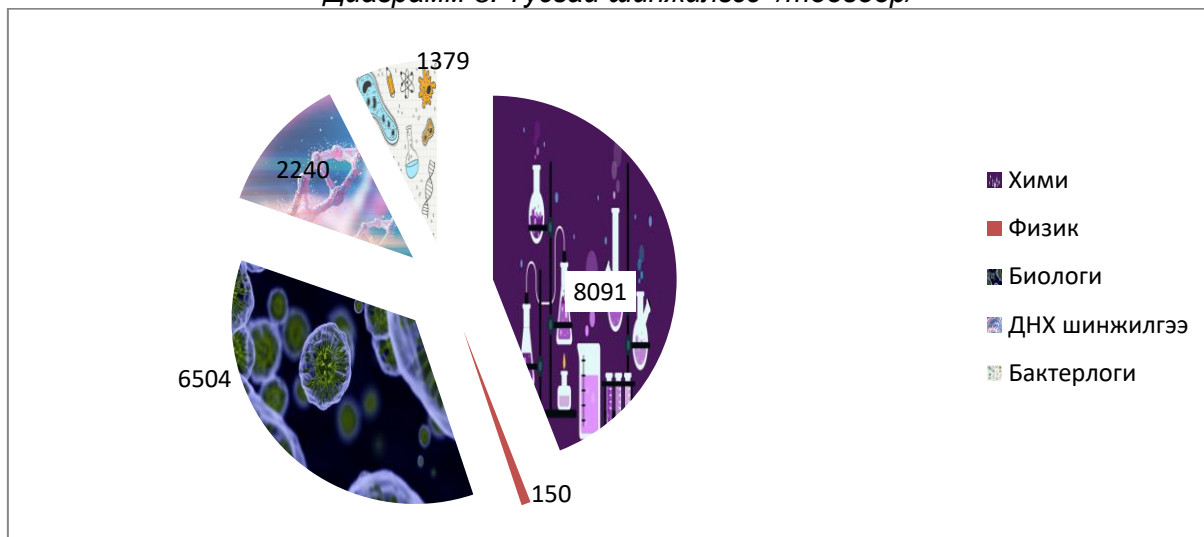 1379
2240
8091
6504
150
Хими
Физик
Биологи
ДНХ шинжилгээ
Бактерлоги